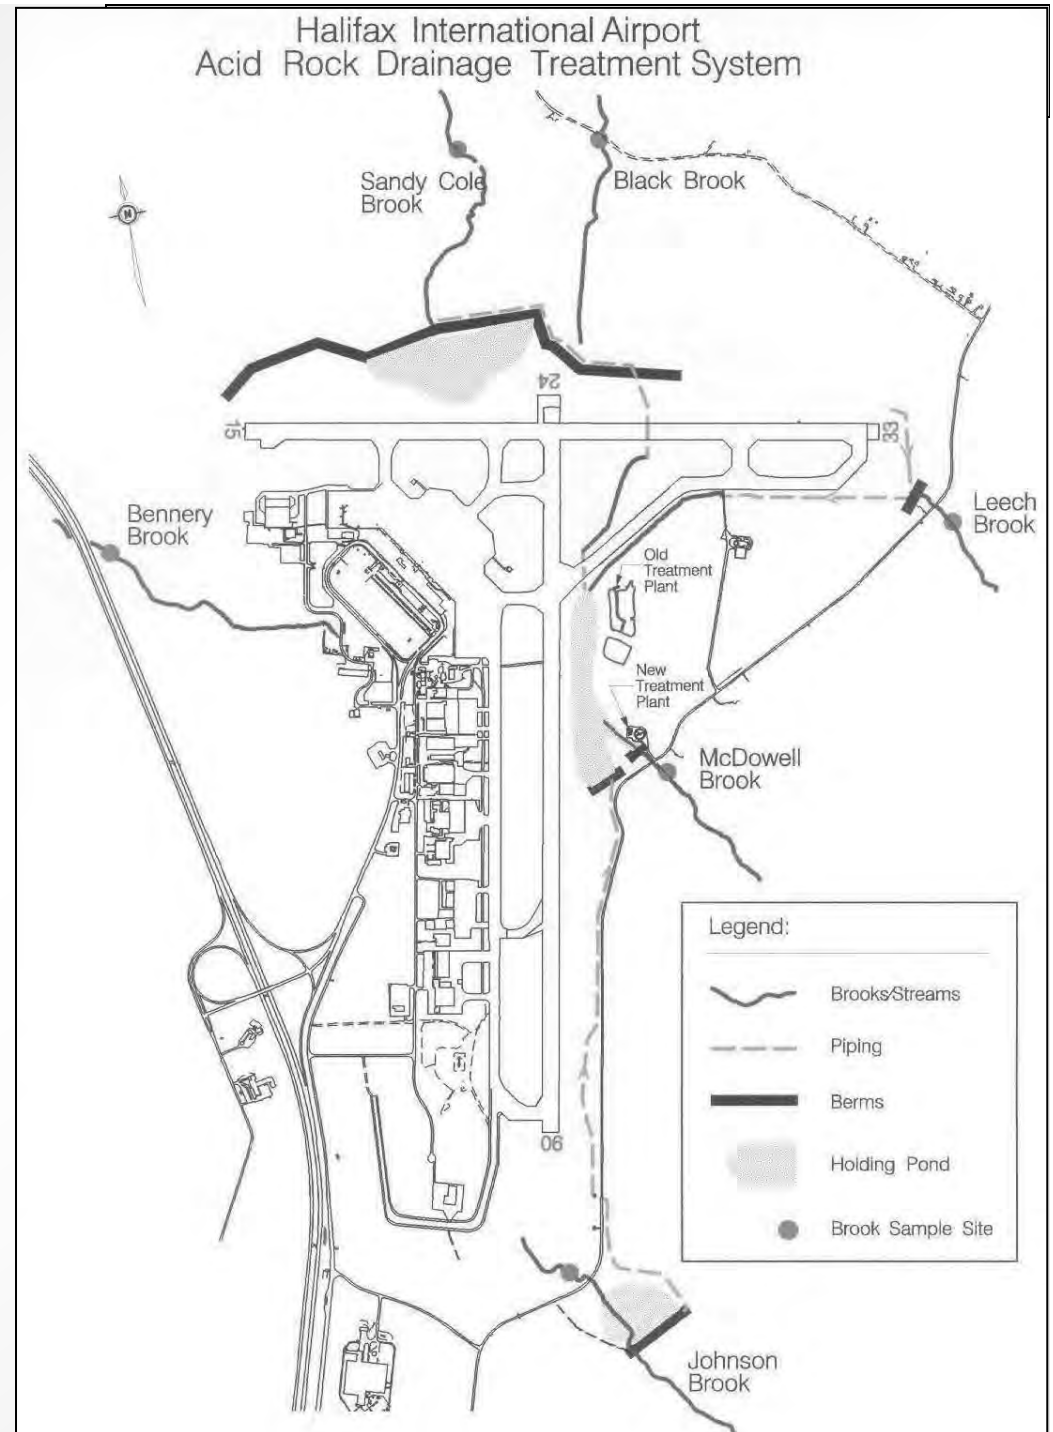 Halifax International Airport
Acid Rock Drainage Treatment System
Sandy Cole
Brook
Black Brook
N
24
15
33
Leech
Brook
Bennery
Brook
Old
Treatment
Plant
New
Treatment
Plant
McDowell
Brook
06
Legend:
Brooks/Streams
Piping
Berms
Holding Pond
Brook Sample Site
Johnson
Brook